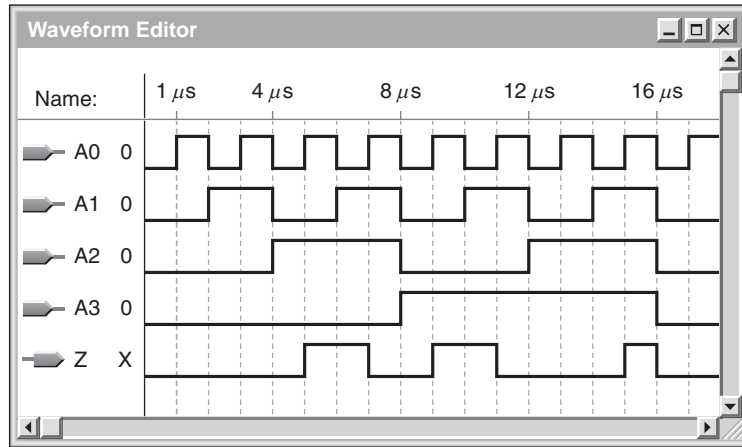 Waveform Editor
Name: 1 μs 4 μs 8 μs 12 μs 16 μs
A0 0
A1 0
A2 0
A3 0
Z X